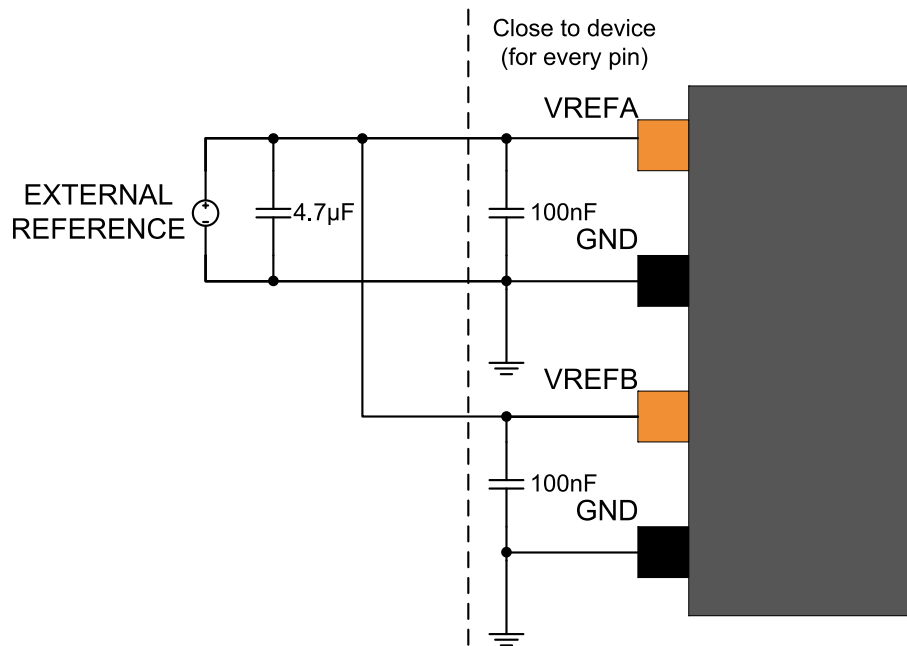 Close to device
(for every pin)
VREFA
EXTERNAL
REFERENCE
+
-
4.7µF
100nF
GND
VREFB
100nF
GND